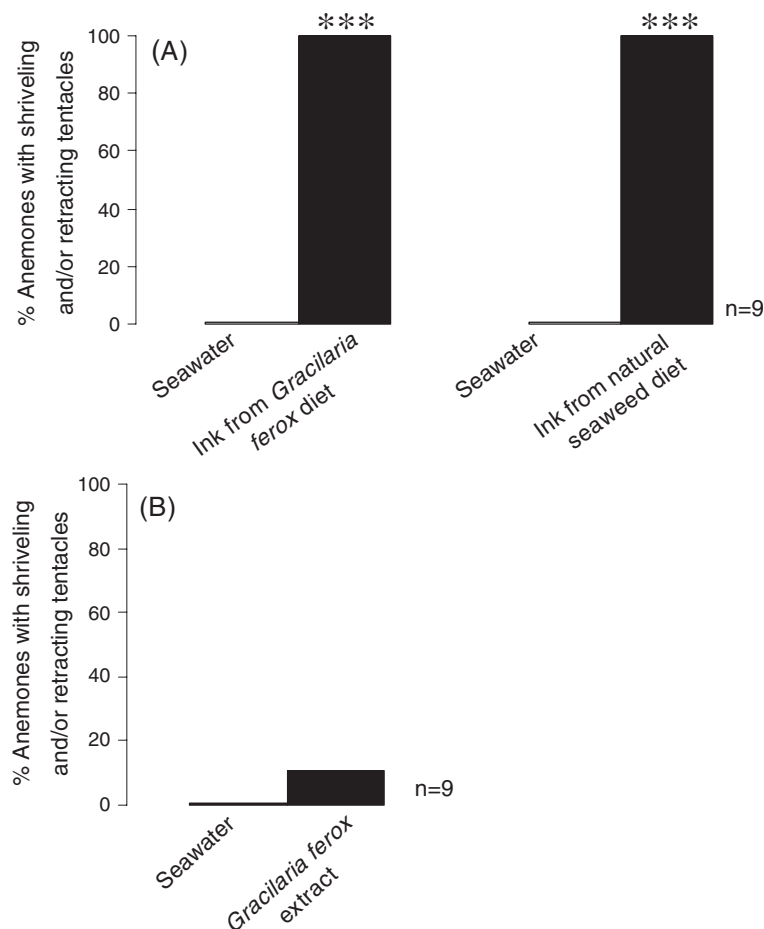 (A)
% Anemones with shriveling
and/or retracting tentacles
100
80
60
40
20
0
***
***
n=9
Seawater
Ink from Gracilaria
ferox diet
Seawater
Ink from natural
seaweed diet
(B)
% Anemones with shriveling
and/or retracting tentacles
100
80
60
40
20
0
n=9
Seawater
Gracilaria ferox
extract